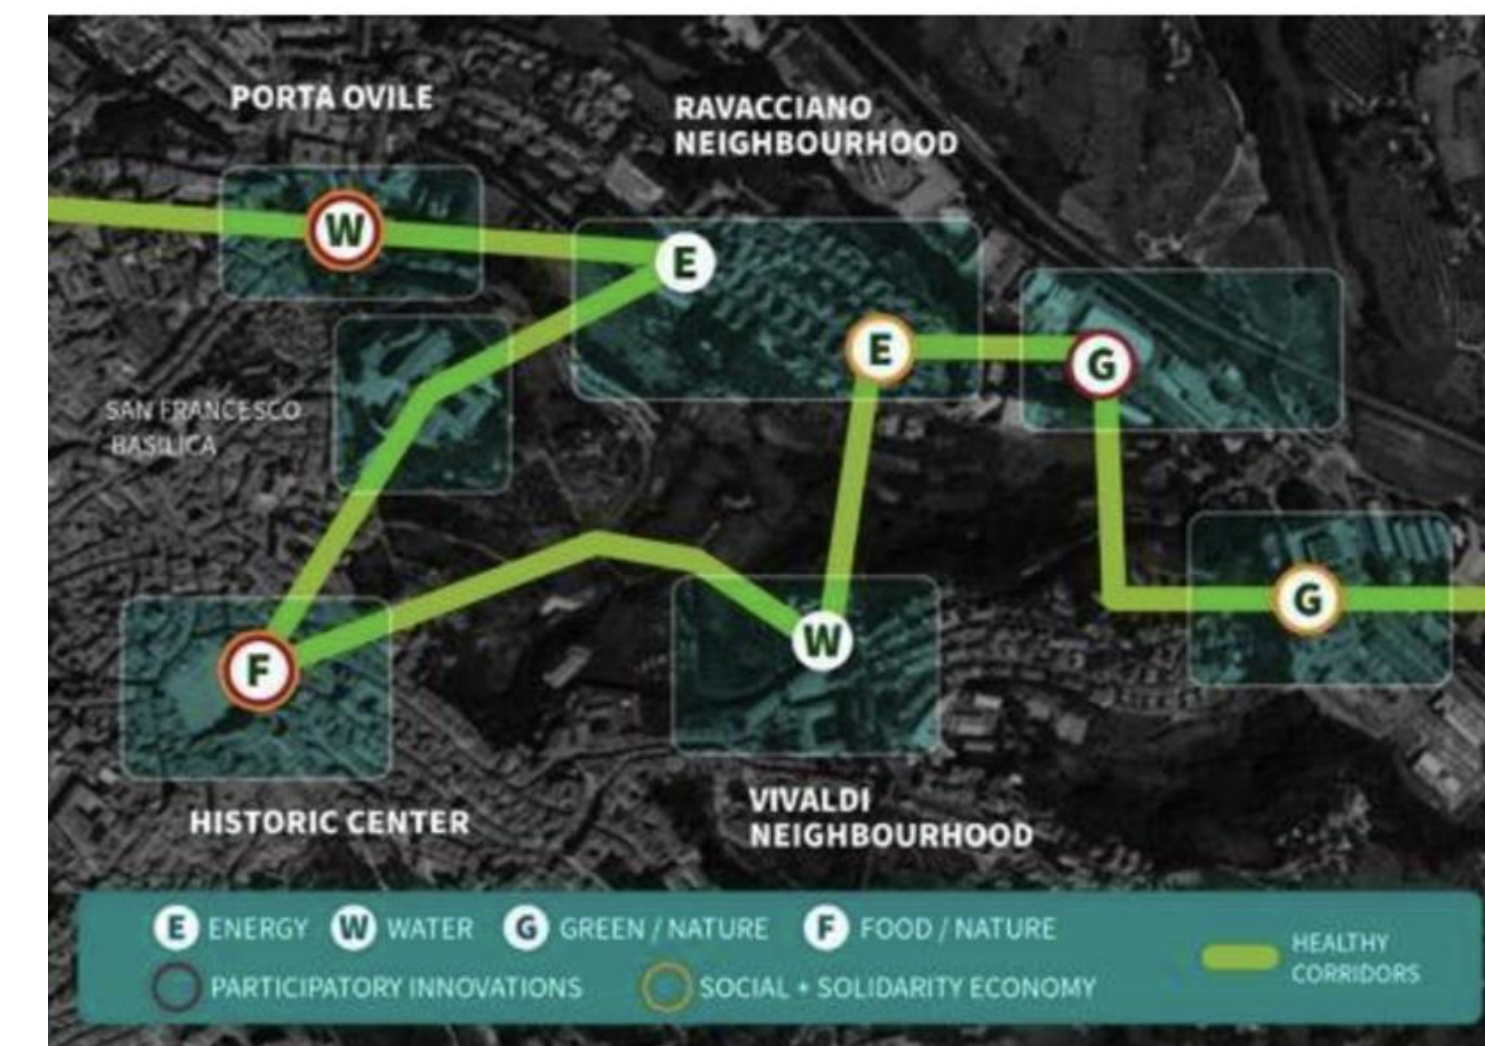 PORTA OVILE
RAVACCIANO
NEIGHBOURHOOD
W
E
E
G
SAN FRANCESCO
BASILICA
G
F
W
HISTORIC CENTER
VIVALDI
NEIGHBOURHOOD
E ENERGY W WATER G GREEN / NATURE F FOOD / NATURE
HEALTHY
CORRIDORS
PARTICIPATORY INNOVATIONS SOCIAL + SOLIDARITY ECONOMY